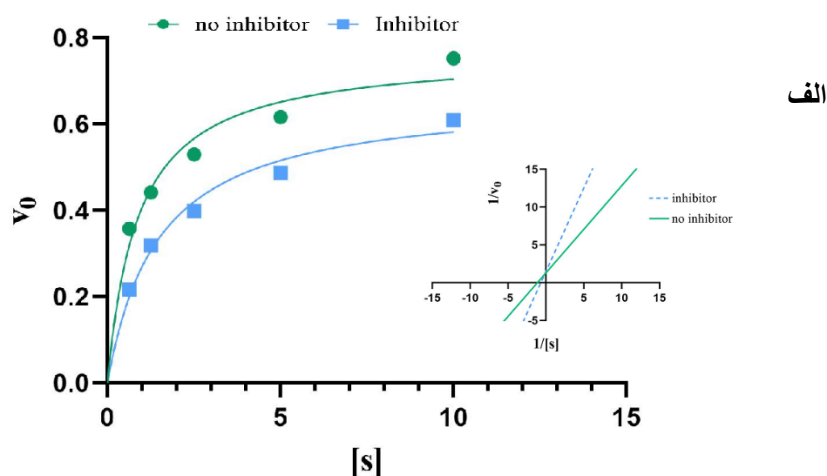 no inhibitor Inhibitor
الف
0.8
0.6
0.4
0.2
0.0
v0
0 5 10 15
[s]
15
10
5
-5
1/v0
-15 -10 -5 0 5 10 15
1/[s]
inhibitor
no inhibitor